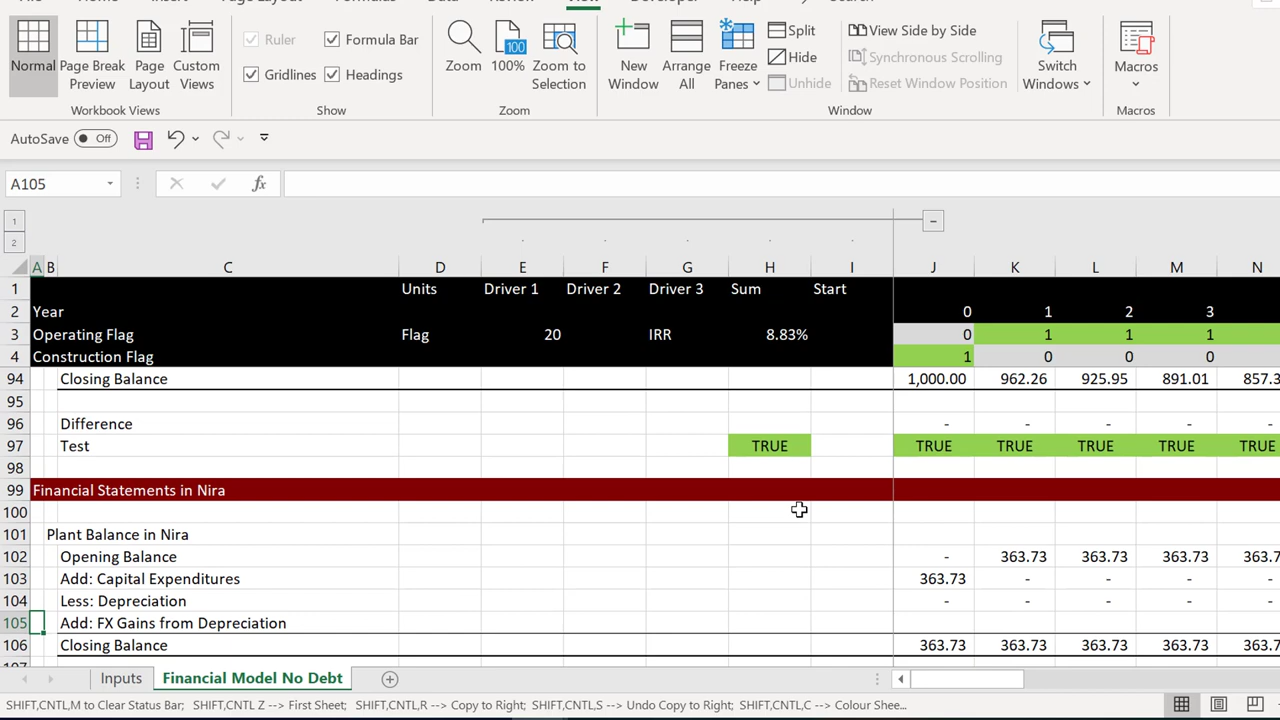 Ruler Formula Bar
Gridlines Headings
Normal Page Break Preview Page Layout Custom Views
Workbook Views
Show
Zoom 100% Zoom to Selection
Zoom
New Window Arrange All Freeze Panes
Split
Hide
Unhide
View Side by Side
Synchronous Scrolling
Reset Window Position
Window
Switch Windows
Macros
Macros
AutoSave Off
A105 fx
1
2
A B C D E F G H I J K L M N
1 Units Driver 1 Driver 2 Driver 3 Sum Start
2 Year 0 1 2 3
3 Operating Flag Flag 20 IRR 8.83% 0 1 1 1
4 Construction Flag 1 0 0 0
94 Closing Balance 1,000.00 962.26 925.95 891.01 857.3
95
96 Difference - - - - -
97 Test TRUE TRUE TRUE TRUE TRUE TRUE
98
99 Financial Statements in Nira
100
101 Plant Balance in Nira
102 Opening Balance - 363.73 363.73 363.73 363.7
103 Add: Capital Expenditures 363.73 - - - -
104 Less: Depreciation - - - - -
105 Add: FX Gains from Depreciation
106 Closing Balance 363.73 363.73 363.73 363.73 363.7
Inputs Financial Model No Debt
SHIFT,CNTL,M to Clear Status Bar; SHIFT,CNTL Z --> First Sheet; SHIFT,CNTL,R --> Copy to Right; SHIFT,CNTL,S --> Undo Copy to Right; SHIFT,CNTL,C --> Colour Shee...